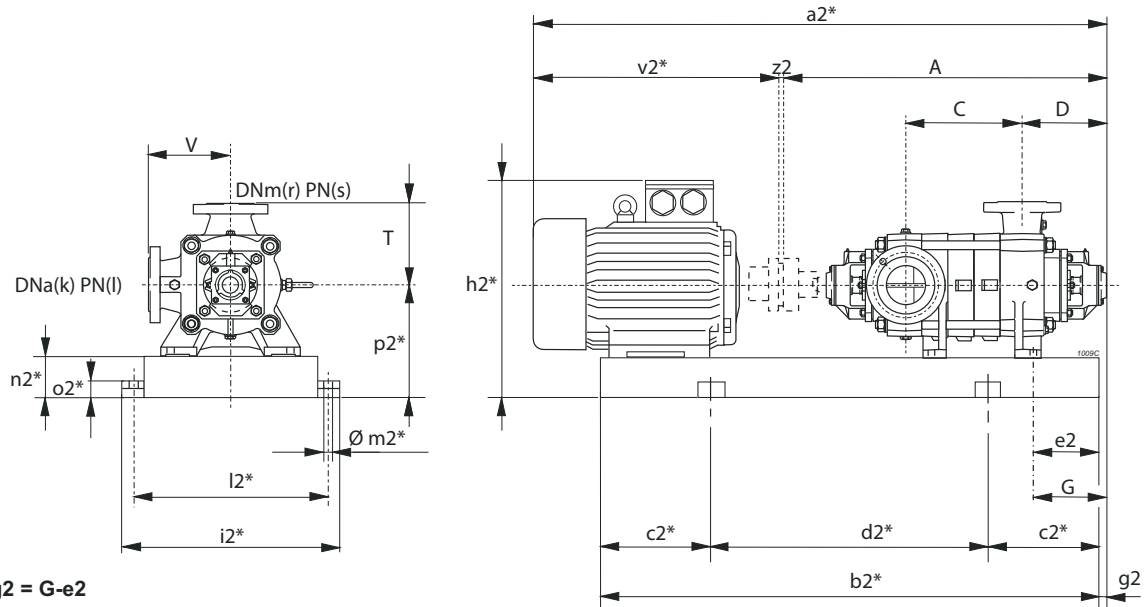 a2*
v2*
z2
A
C
D
V
DNm(r) PN(s)
T
DNa(k) PN(l)
h2*
p2*
n2*
o2*
1009C
Ø m2*
e2
l2*
G
i2*
c2*
d2*
c2*
b2*
g2
g2 = G-e2